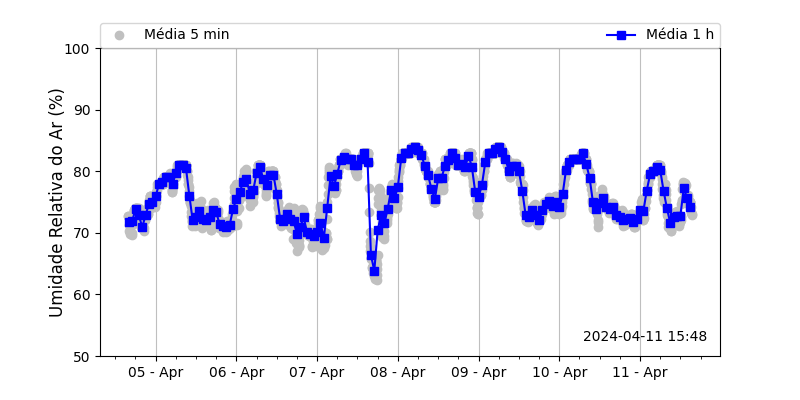 Média 5 min
Média 1 h
Umidade Relativa do Ar (%)
100
90
80
70
60
50
2024-04-11 15:48
05 - Apr
06 - Apr
07 - Apr
08 - Apr
09 - Apr
10 - Apr
11 - Apr